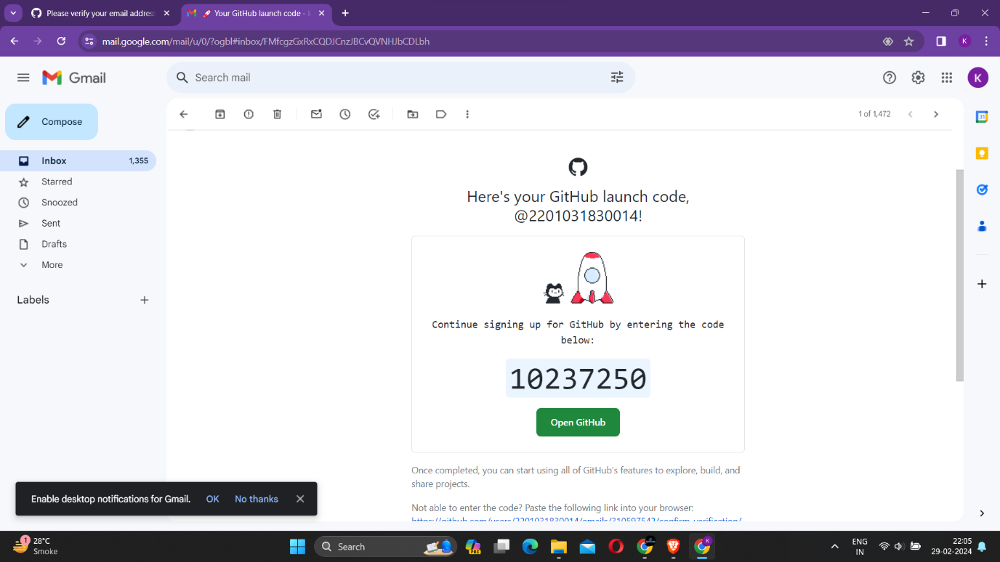 Please verify your email address
🚀 Your GitHub launch code -
mail.google.com/mail/u/0/?ogbl#inbox/FMfcgzGxRxCQDJCnzJBCvQVNHJbCDLbh
K
Gmail
Search mail
K
Compose
1 of 1,472
31
Inbox 1,355
Starred
Snoozed
Sent
Drafts
More
Labels
Here's your GitHub launch code,
@2201031830014!
Continue signing up for GitHub by entering the code
below:
10237250
Open GitHub
Once completed, you can start using all of GitHub's features to explore, build, and
share projects.
Not able to enter the code? Paste the following link into your browser:
https://github.com/users/2201031830014/emails/310597542/confirm_verification/
Enable desktop notifications for Gmail. OK No thanks
1
28°C
Smoke
Search
PRE
K
ENG
IN
22:05
29-02-2024